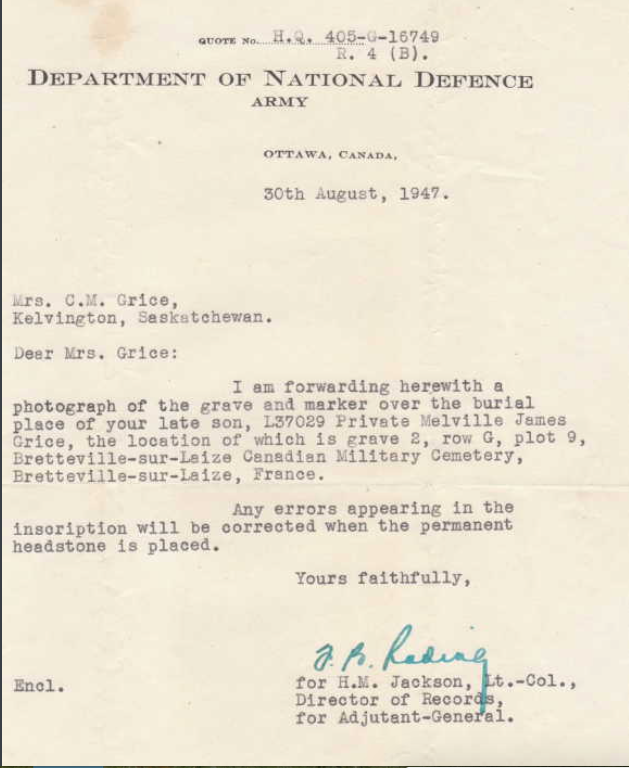 QUOTE No. H.Q. 405-G-16749
R. 4 (B).
DEPARTMENT OF NATIONAL DEFENCE
ARMY
OTTAWA, CANADA,
30th August, 1947.
Mrs. C.M. Grice,
Kelvington, Saskatchewan.
Dear Mrs. Grice:
I am forwarding herewith a
photograph of the grave and marker over the burial
place of your late son, L37029 Private Melville James
Grice, the location of which is grave 2, row G, plot 9,
Bretteville-sur-Laize Canadian Military Cemetery,
Bretteville-sur-Laize, France.
Any errors appearing in the
inscription will be corrected when the permanent
headstone is placed.
Yours faithfully,
for H.M. Jackson, Lt.-Col.,
Encl.
Director of Records,
for Adjutant-General.